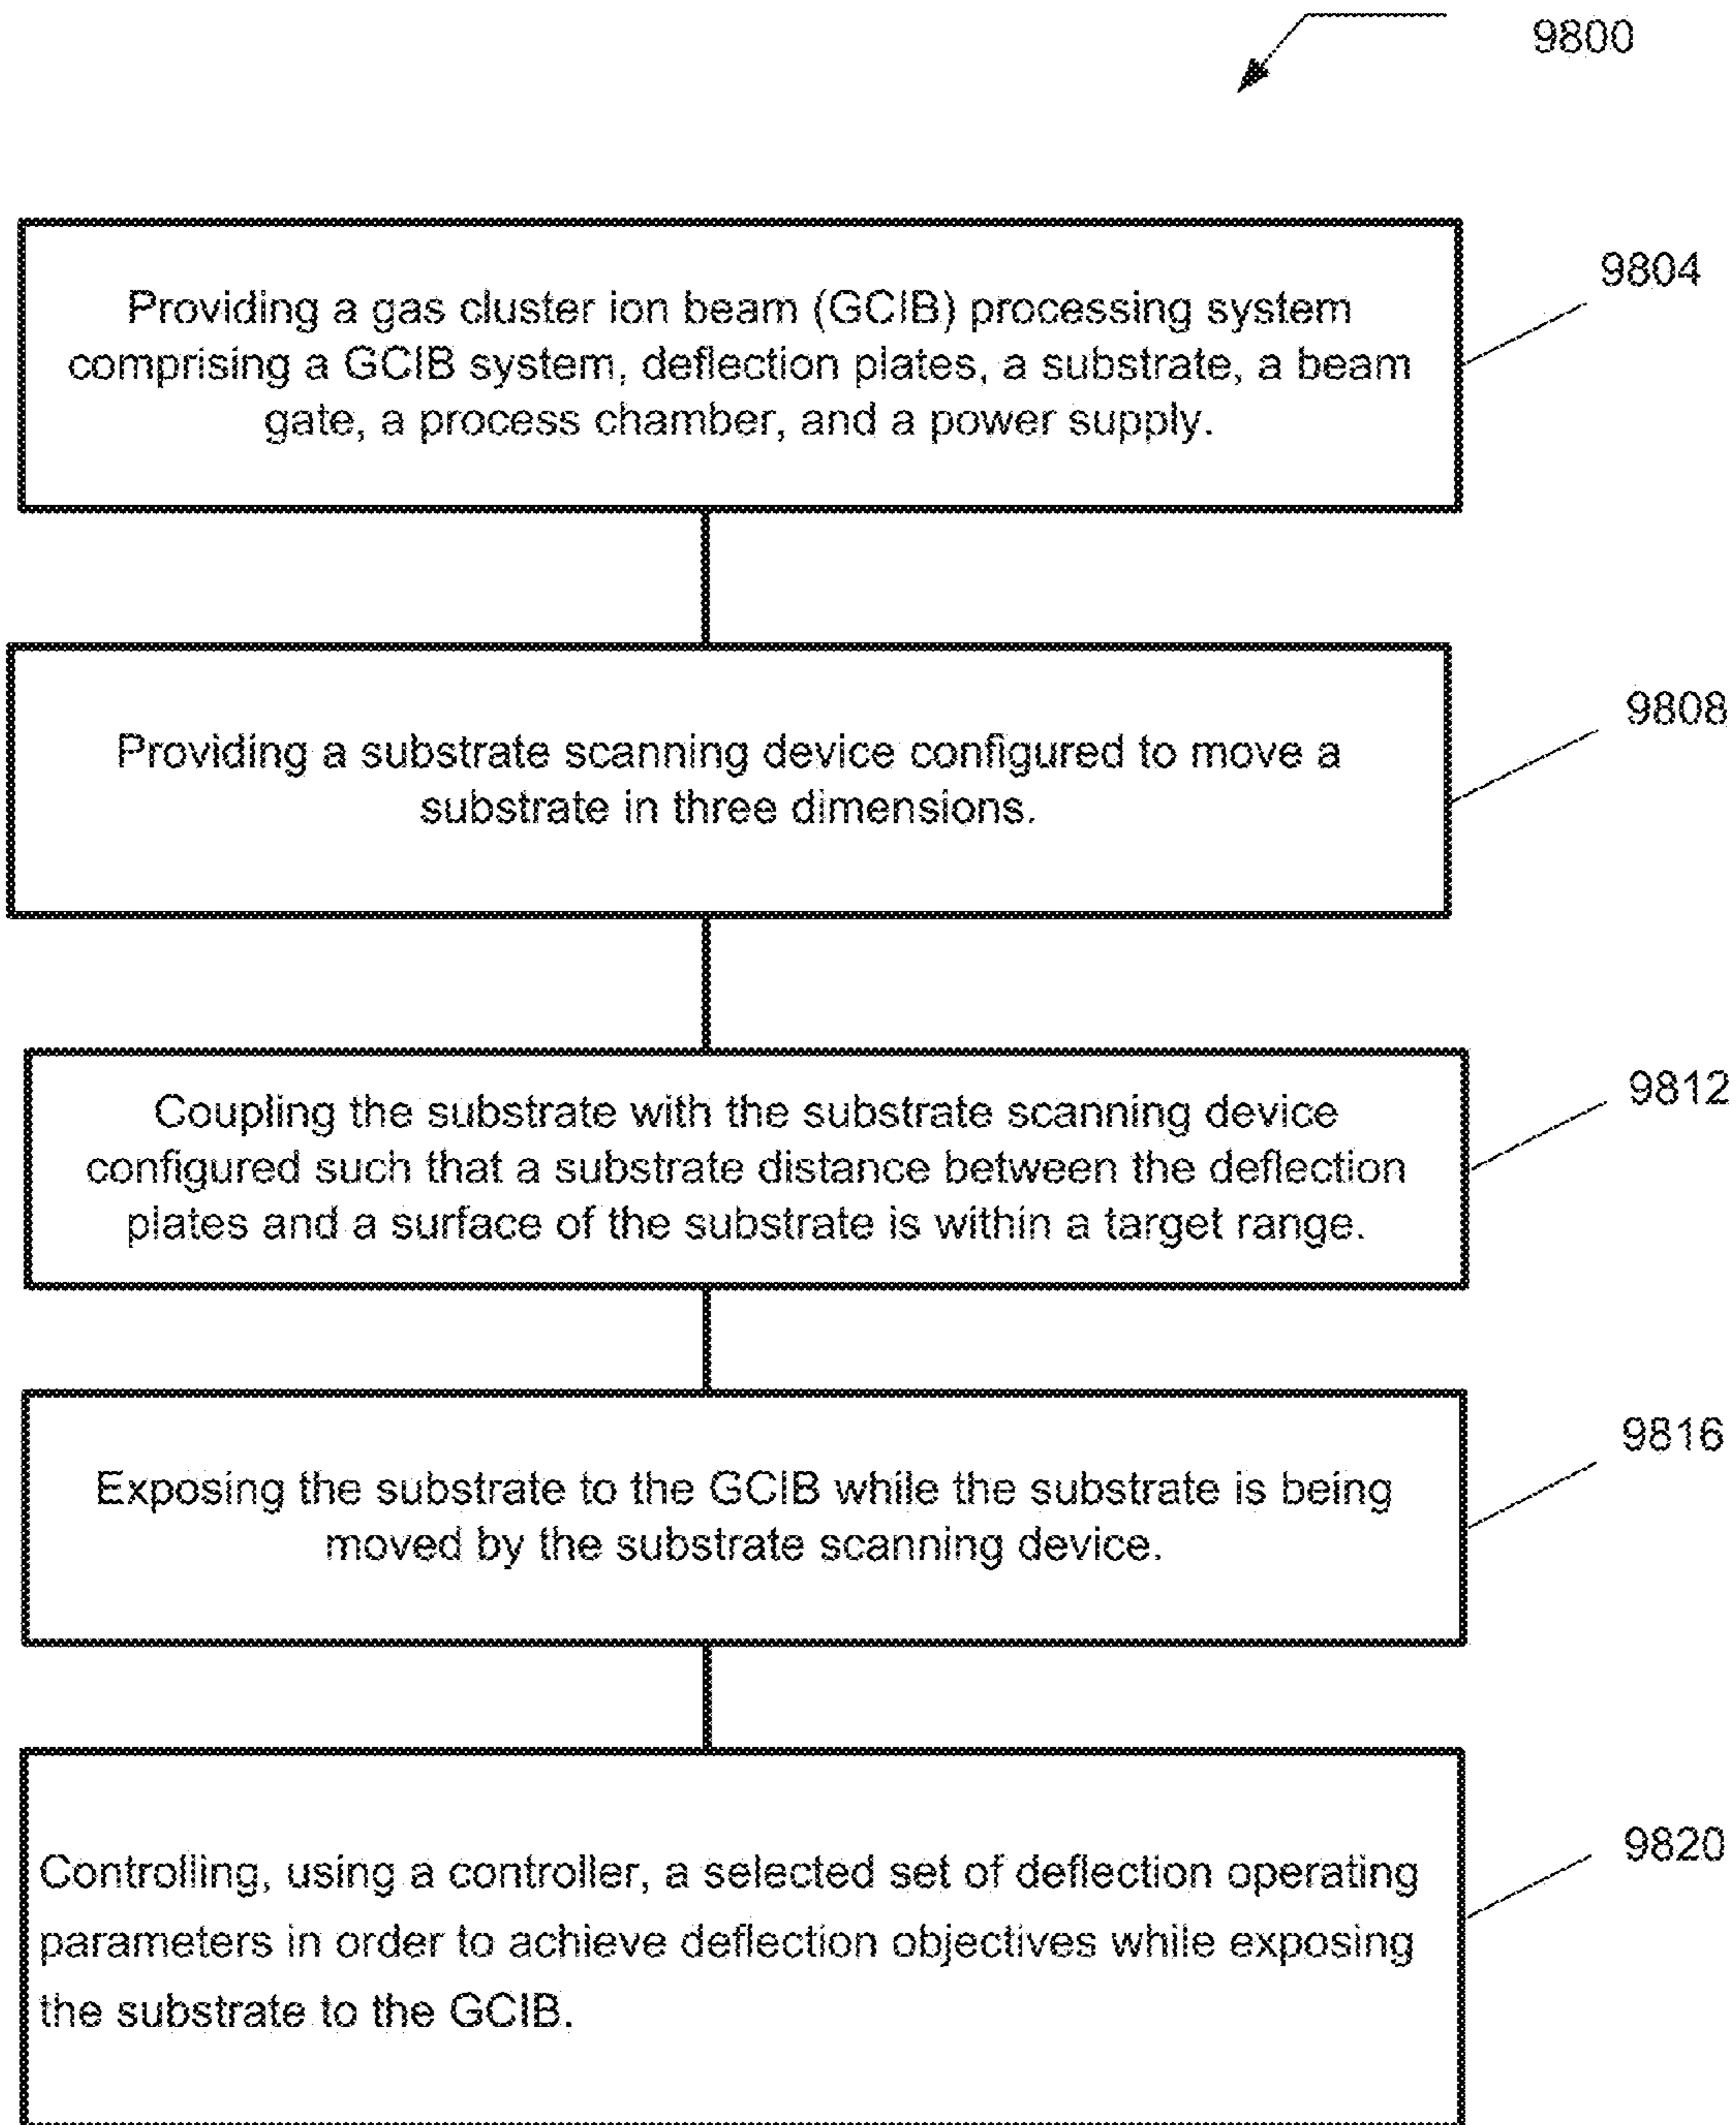 9800
9804
Providing a gas cluster ion beam (GCIB) processing system
comprising a GCIB system, deflection plates, a substrate, a beam
gate, a process chamber, and a power supply.
9808
Providing a substrate scanning device configured to move a
substrate in three dimensions.
9812
Coupling the substrate with the substrate scanning device
configured such that a substrate distance between the deflection
plates and a surface of the substrate is within a target range.
9816
Exposing the substrate to the GCIB while the substrate is being
moved by the substrate scanning device.
9820
Controlling, using a controller, a selected set of deflection operating
parameters in order to achieve deflection objectives while exposing
the substrate to the GCIB.